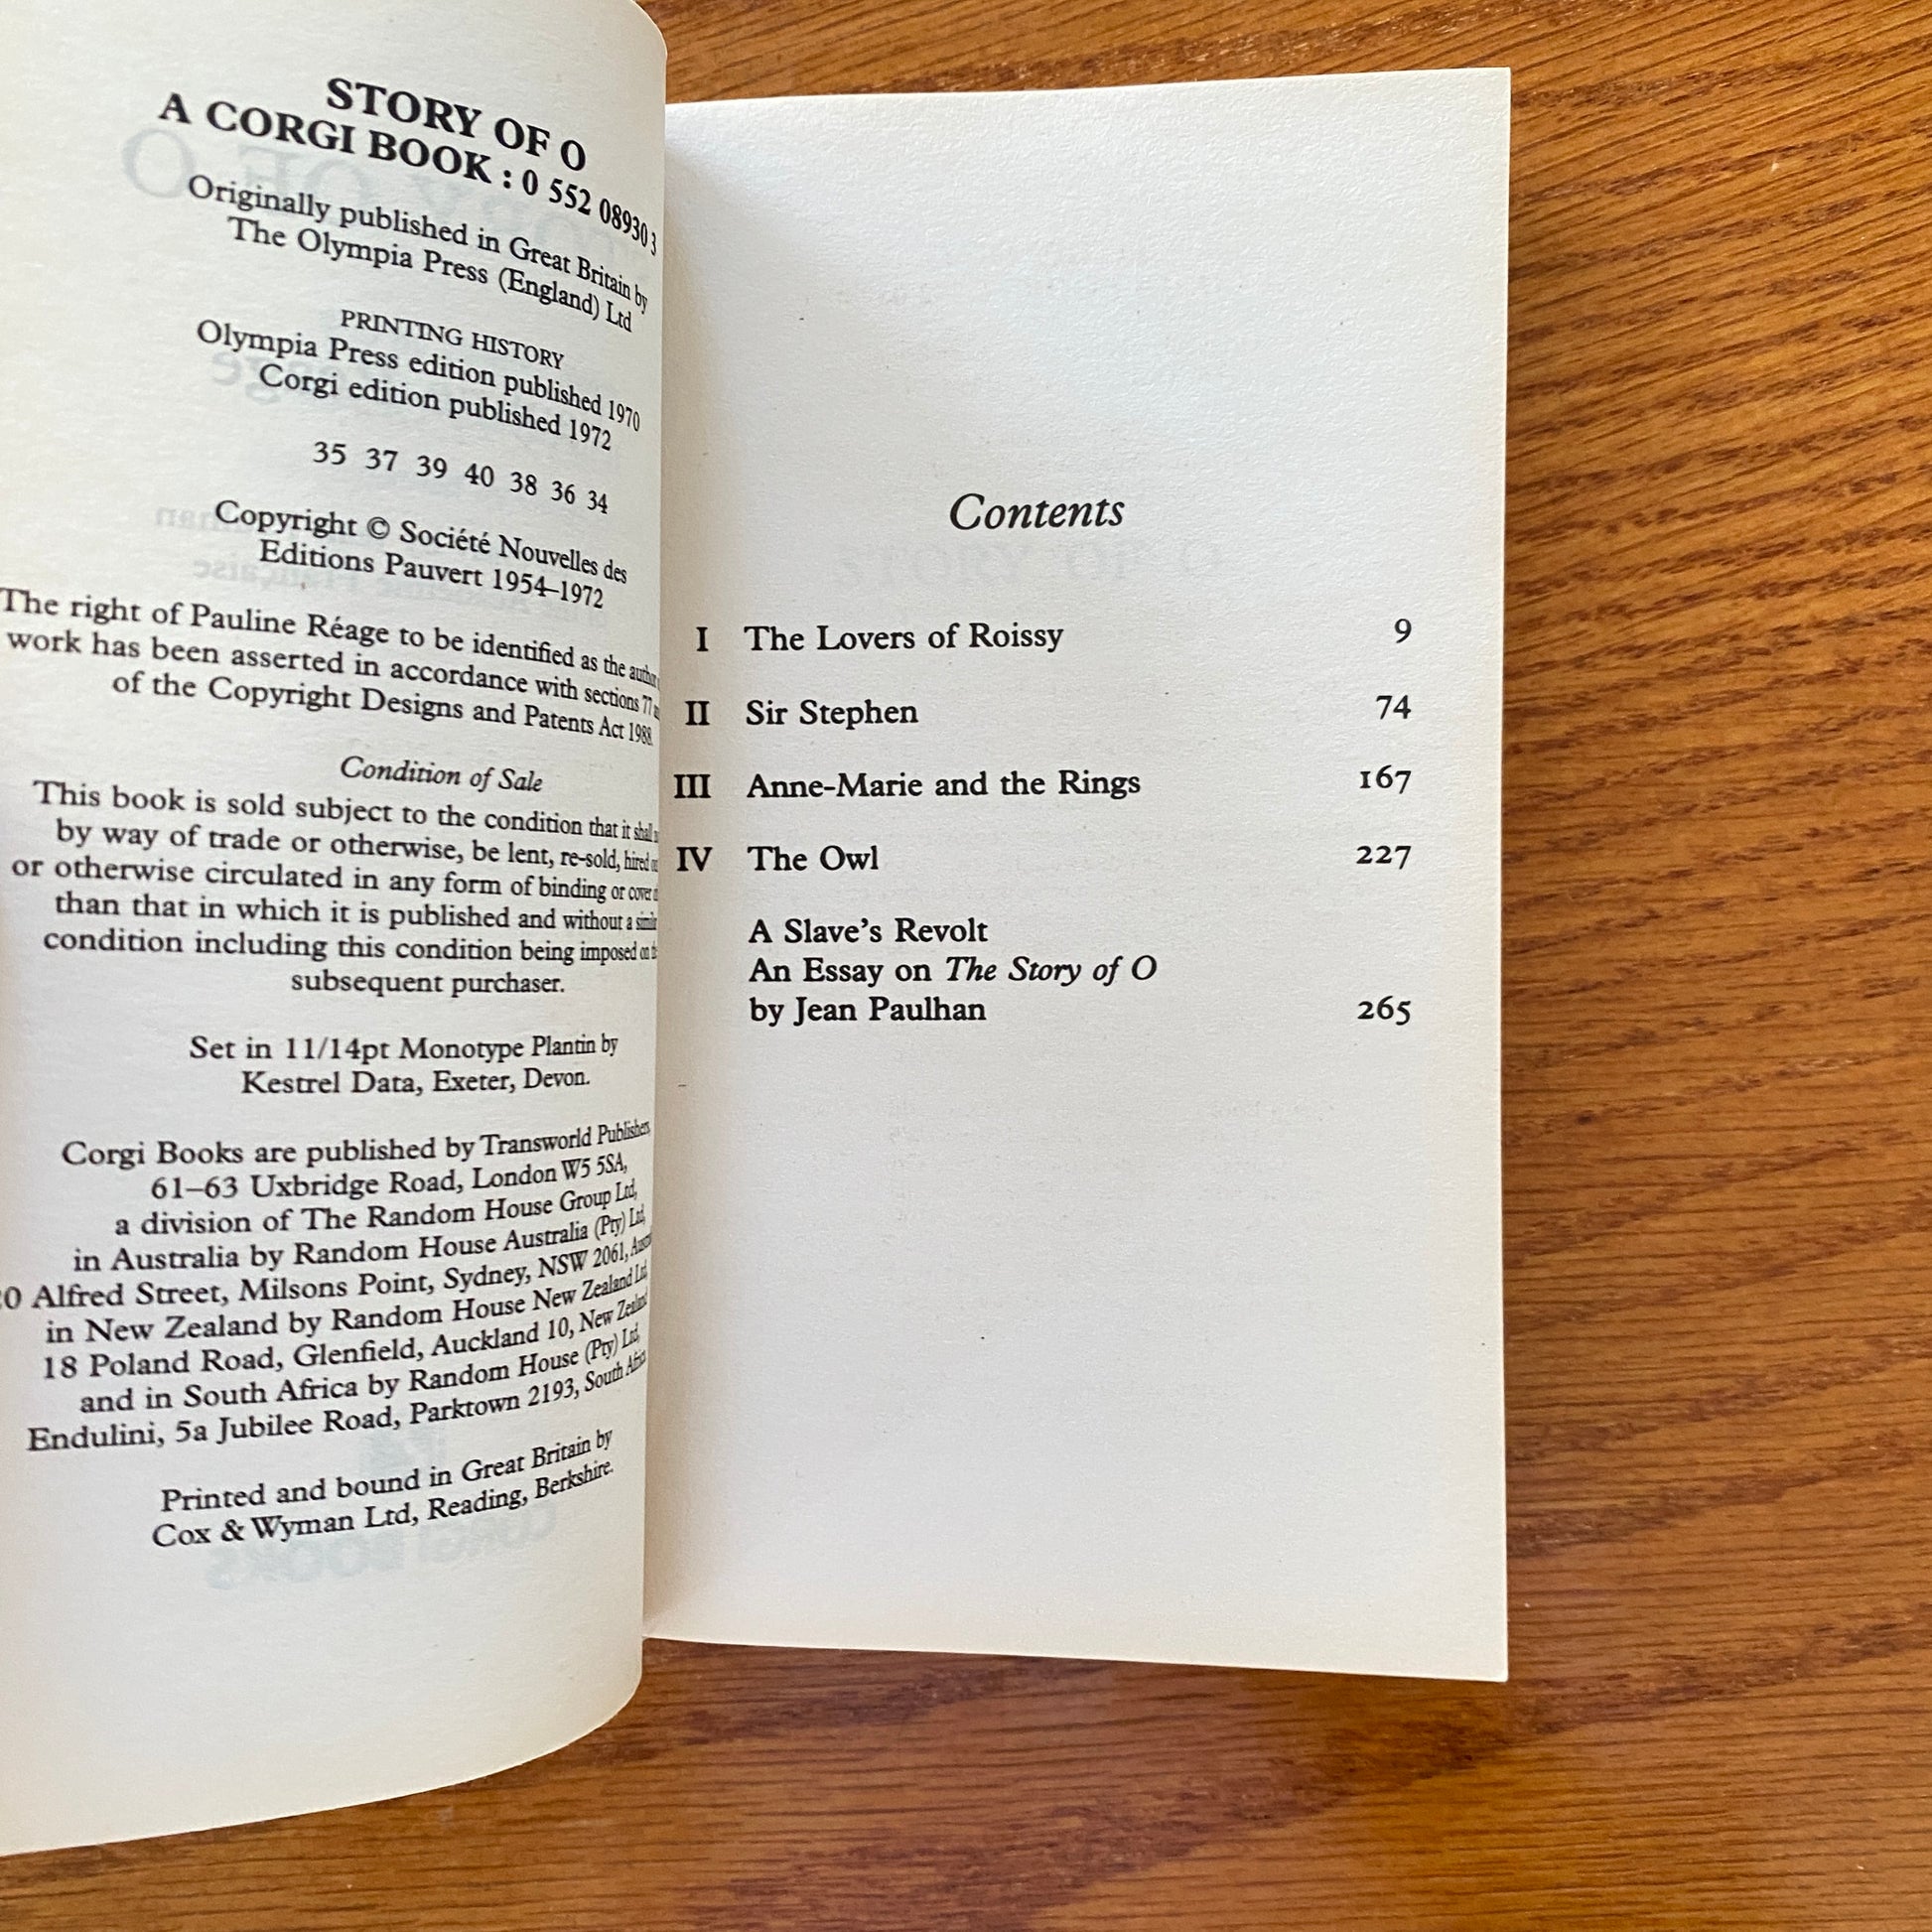 STORY OF O
A CORGI BOOK : 0 552 08930 3
Originally published in Great Britain by
The Olympia Press (England) Ltd
PRINTING HISTORY
Olympia Press edition published 1970
Corgi edition published 1972
35 37 39 40 38 36 34
Copyright © Société Nouvelles des
Editions Pauvert 1954–1972
The right of Pauline Réage to be identified as the author
work has been asserted in accordance with sections 77
of the Copyright Designs and Patents Act 1988.
Condition of Sale
This book is sold subject to the condition that it shall
by way of trade or otherwise, be lent, re-sold, hired
or otherwise circulated in any form of binding or cover
than that in which it is published and without a similar
condition including this condition being imposed on
subsequent purchaser.
Set in 11/14pt Monotype Plantin by
Kestrel Data, Exeter, Devon.
Corgi Books are published by Transworld Publishers,
61–63 Uxbridge Road, London W5 5SA,
a division of The Random House Group Ltd,
in Australia by Random House Australia (Pty) Ltd,
0 Alfred Street, Milsons Point, Sydney, NSW 2061,
in New Zealand by Random House New Zealand Ltd,
18 Poland Road, Glenfield, Auckland 10, New Zealand
and in South Africa by Random House (Pty) Ltd,
Endulini, 5a Jubilee Road, Parktown 2193, South Africa
Printed and bound in Great Britain by
Cox & Wyman Ltd, Reading, Berkshire.
Contents
I The Lovers of Roissy 9
II Sir Stephen 74
III Anne-Marie and the Rings 167
IV The Owl 227
A Slave's Revolt
An Essay on The Story of O
by Jean Paulhan 265